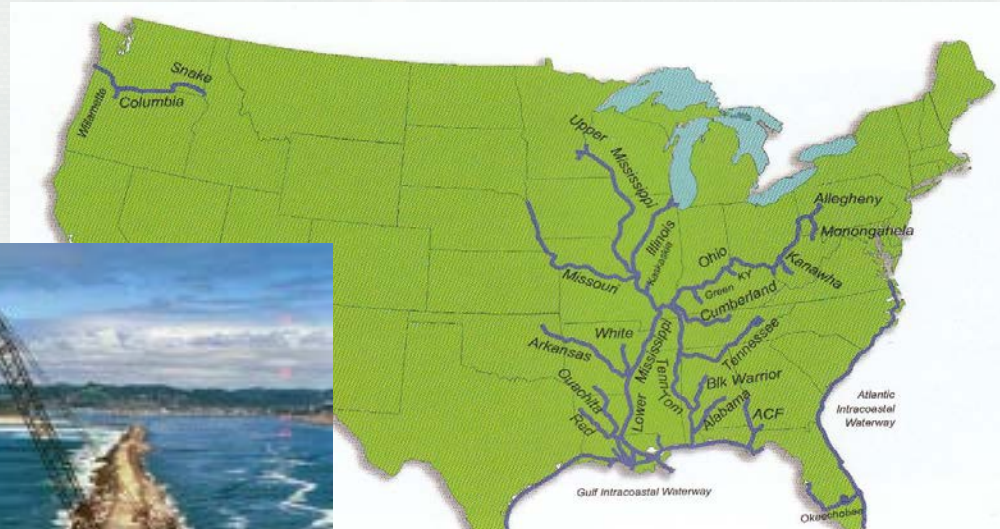 Snake
Columbia
Willamette
Upper
Mississippi
Illinois
Kaskaskia
Missouri
Allegheny
Monongahela
Ohio
KY
Kanawha
Green
Cumberland
White
Arkansas
Mississippi
Lower
Tennessee
Tenn-Tom
Ouachita
Red
Blk Warrior
Alabama
ACF
Atlantic
Intracoastal
Waterway
Gulf Intracoastal Waterway
Okeechobee